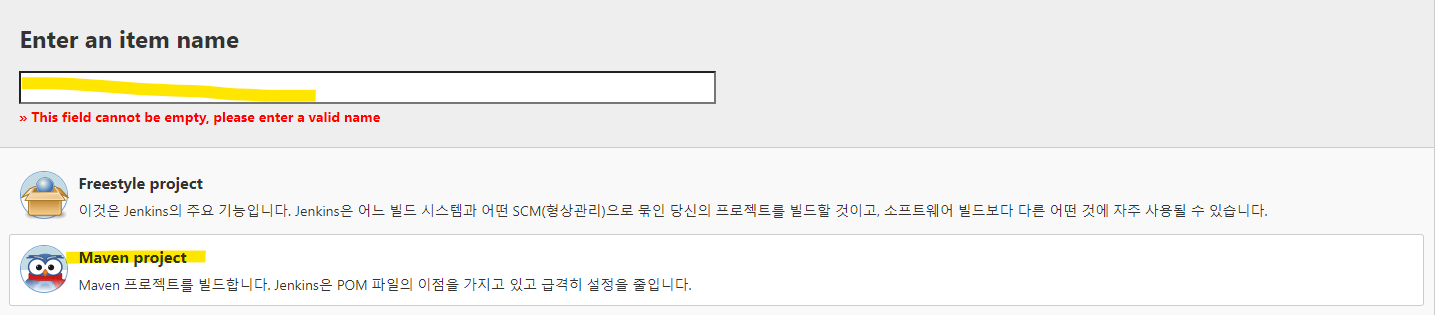 Enter an item name
» This field cannot be empty, please enter a valid name
Freestyle project
이것은 Jenkins의 주요 기능입니다. Jenkins은 어느 빌드 시스템과 어떤 SCM(형상관리)으로 묶인 당신의 프로젝트를 빌드할 것이고, 소프트웨어 빌드보다 다른 어떤 것에 자주 사용될 수 있습니다.
Maven project
Maven 프로젝트를 빌드합니다. Jenkins은 POM 파일의 이점을 가지고 있고 급격히 설정을 줄입니다.